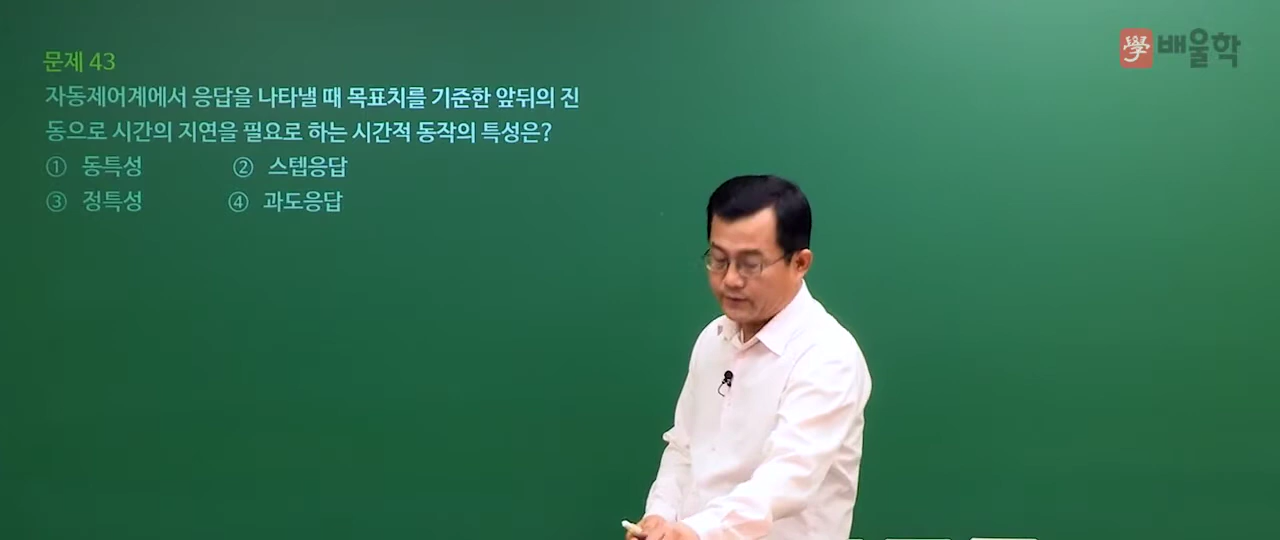 문제 43
學 배울학
자동제어계에서 응답을 나타낼 때 목표치를 기준한 앞뒤의 진
동으로 시간의 지연을 필요로 하는 시간적 동작의 특성은?
① 동특성 ② 스텝응답
③ 정특성 ④ 과도응답